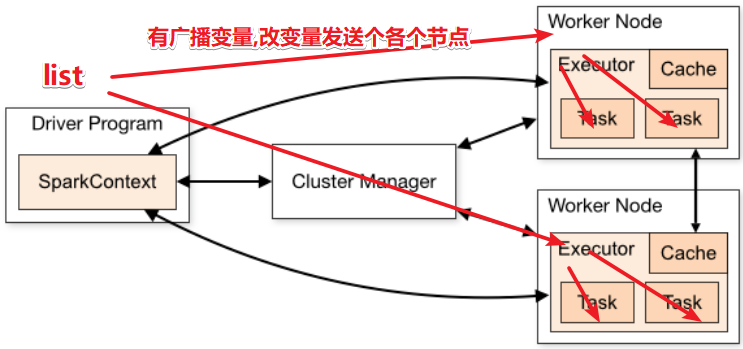 Worker Node
有广播变量,改变量发送个各个节点
list
Executor
Cache
Task
Task
Driver Program
SparkContext
Cluster Manager
Worker Node
Executor
Cache
Task
Task